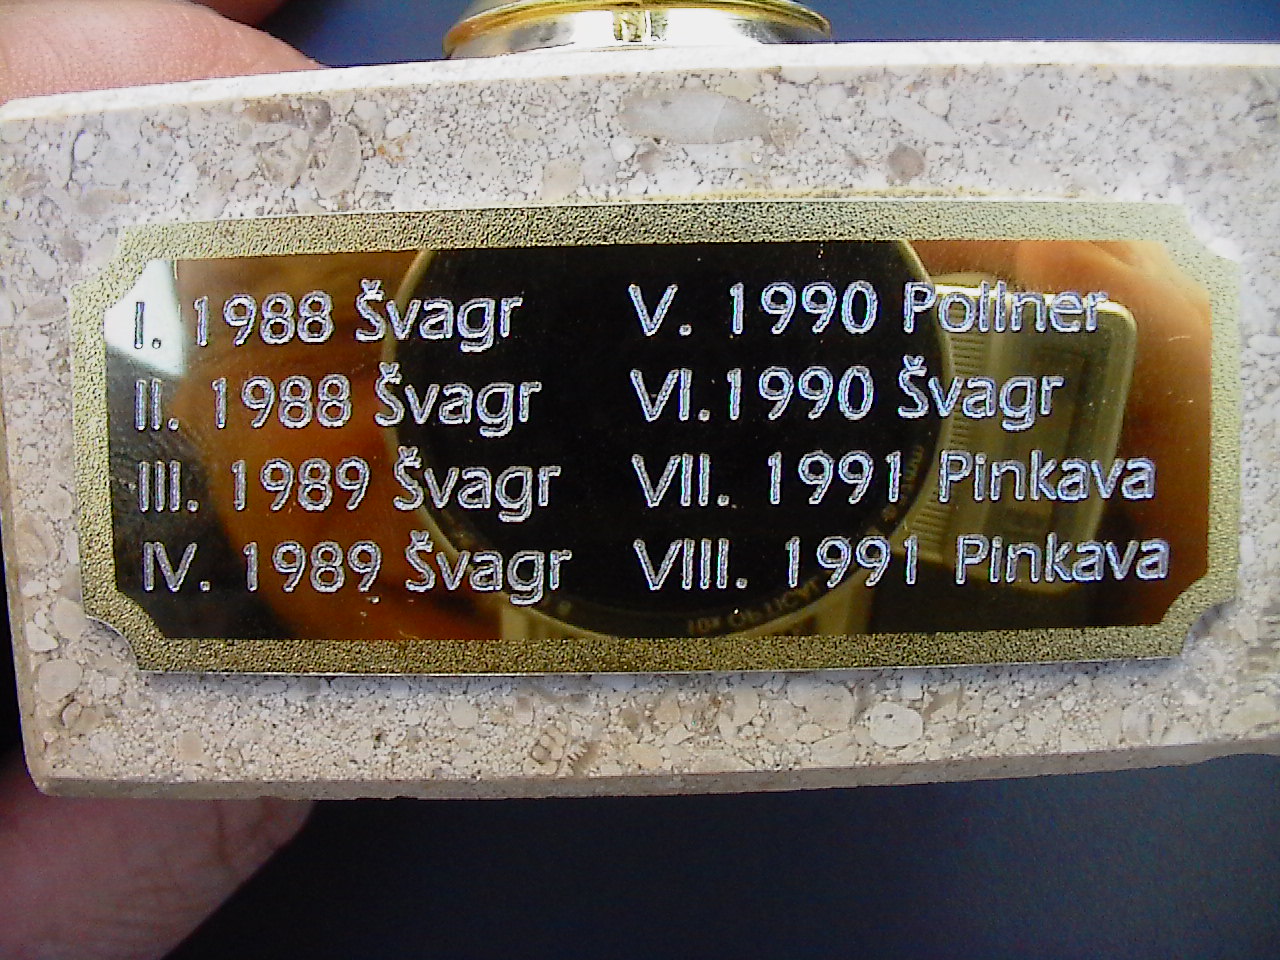 I. 1988 Švagr
II. 1988 Švagr
III. 1989 Švagr
IV. 1989 Švagr
V. 1990 Pollner
VI. 1990 Švagr
VII. 1991 Pinkava
VIII. 1991 Pinkava